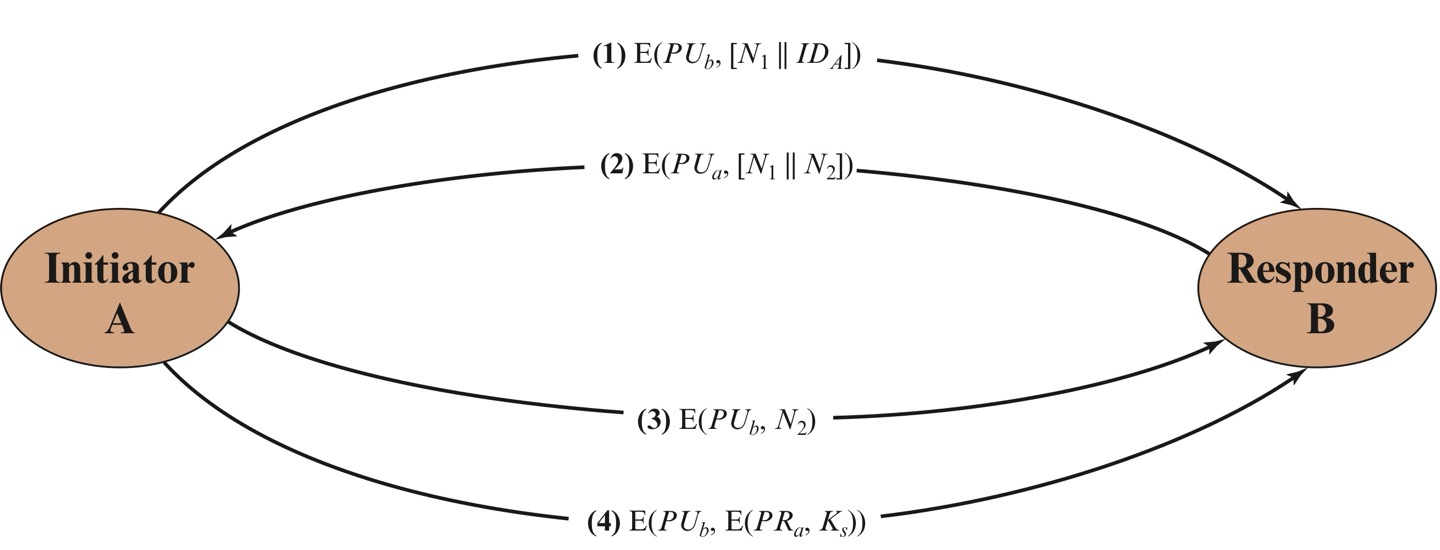 (1) E(PU_b, [N_1 || ID_A])
(2) E(PU_a, [N_1 || N_2])
Initiator
A
Responder
B
(3) E(PU_b, N_2)
(4) E(PU_b, E(PR_a, K_s))